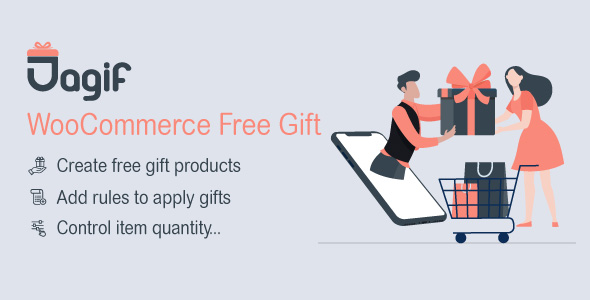 Jagif
WooCommerce Free Gift
Create free gift products
Add rules to apply gifts
Control item quantity...